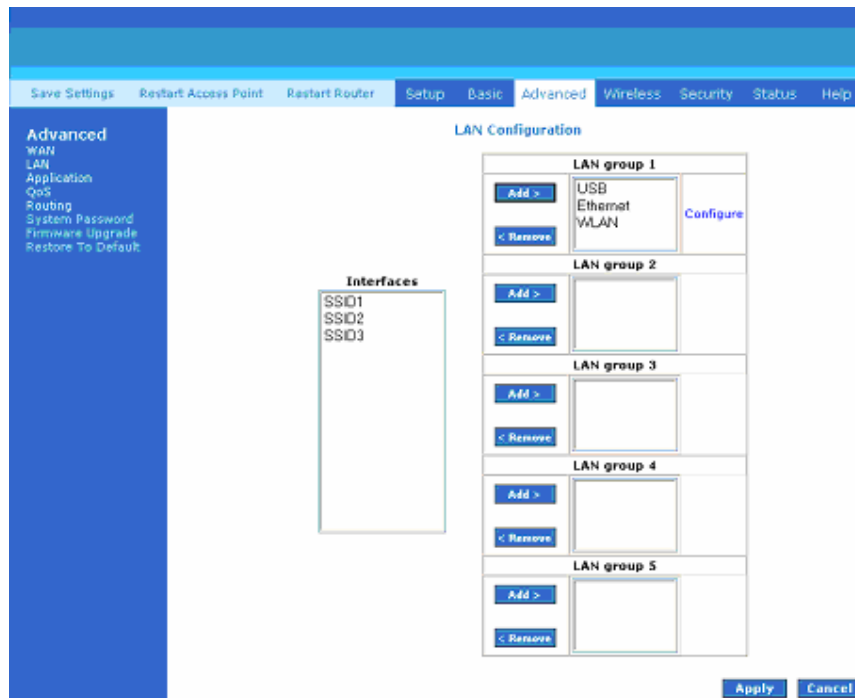 Save Settings Restart Access Point Restart Router Setup Basic Advanced Wireless Security Status Help
Advanced
WAN
LAN
Application
QoS
Routing
System Password
Firmware Upgrade
Restore To Default
LAN Configuration
Interfaces
SSID1
SSID2
SSID3
LAN group 1
Add >
< Remove
USB
Ethernet
WLAN
Configure
LAN group 2
Add >
< Remove
LAN group 3
Add >
< Remove
LAN group 4
Add >
< Remove
LAN group 5
Add >
< Remove
Apply Cancel